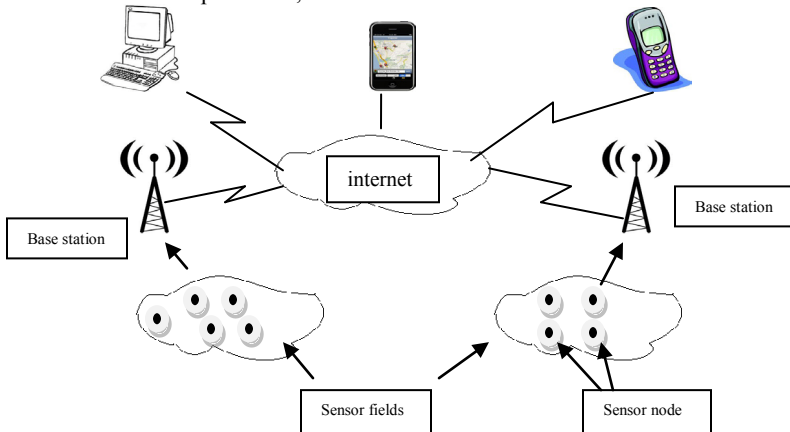 internet
Base station
Base station
Sensor fields
Sensor node